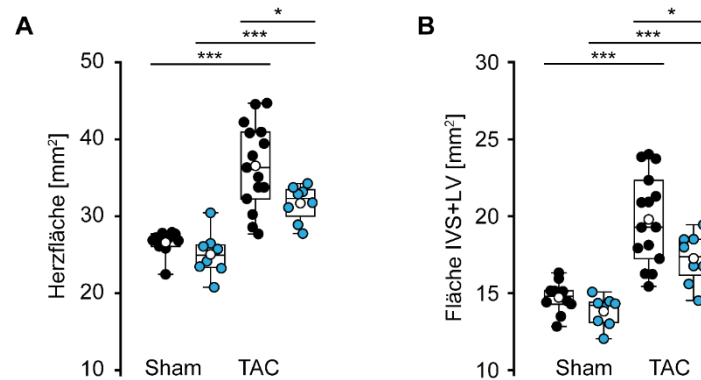 A
*
***
***
Herzfläche [mm²]
50
40
30
20
10
Sham
TAC
B
*
***
***
Fläche IVS+LV [mm²]
30
25
20
15
10
Sham
TAC